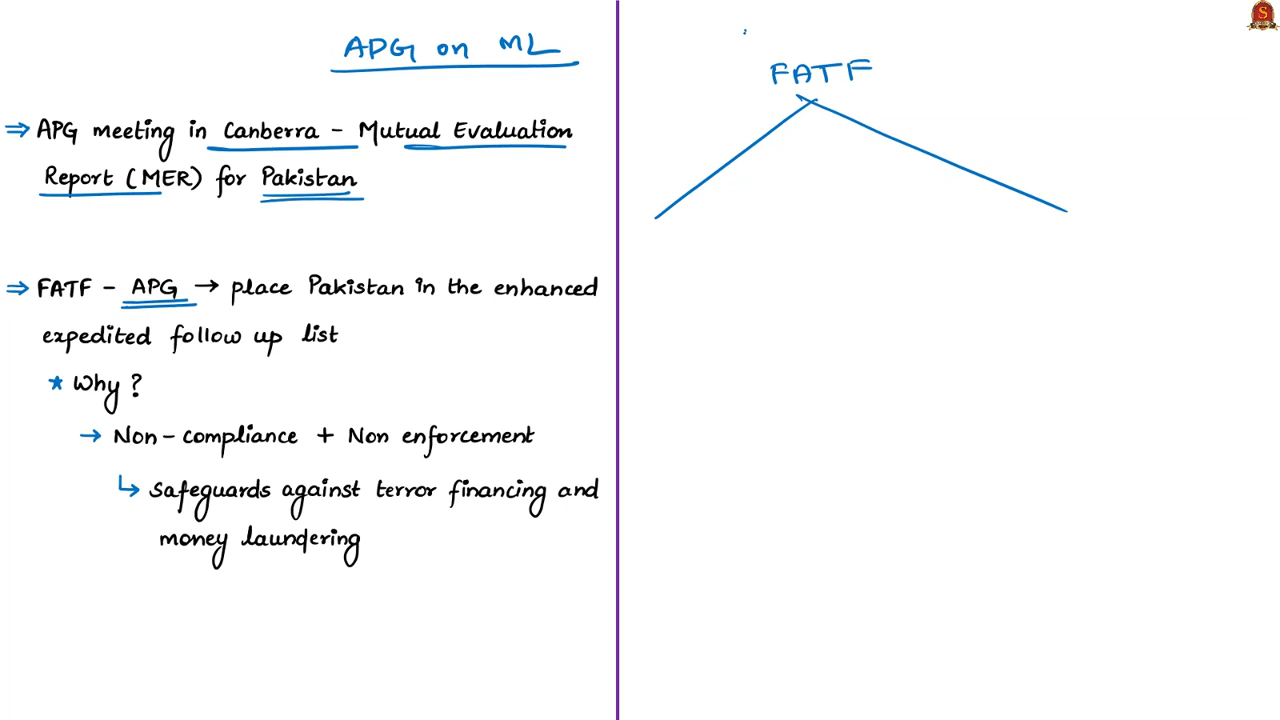 APG on ML
⇒ APG meeting in Canberra - Mutual Evaluation
Report (MER) for Pakistan
⇒ FATF - APG → place Pakistan in the enhanced
expedited follow up list
* Why?
→ Non-compliance + Non enforcement
↳ safeguards against terror financing and
money laundering
FATF
S